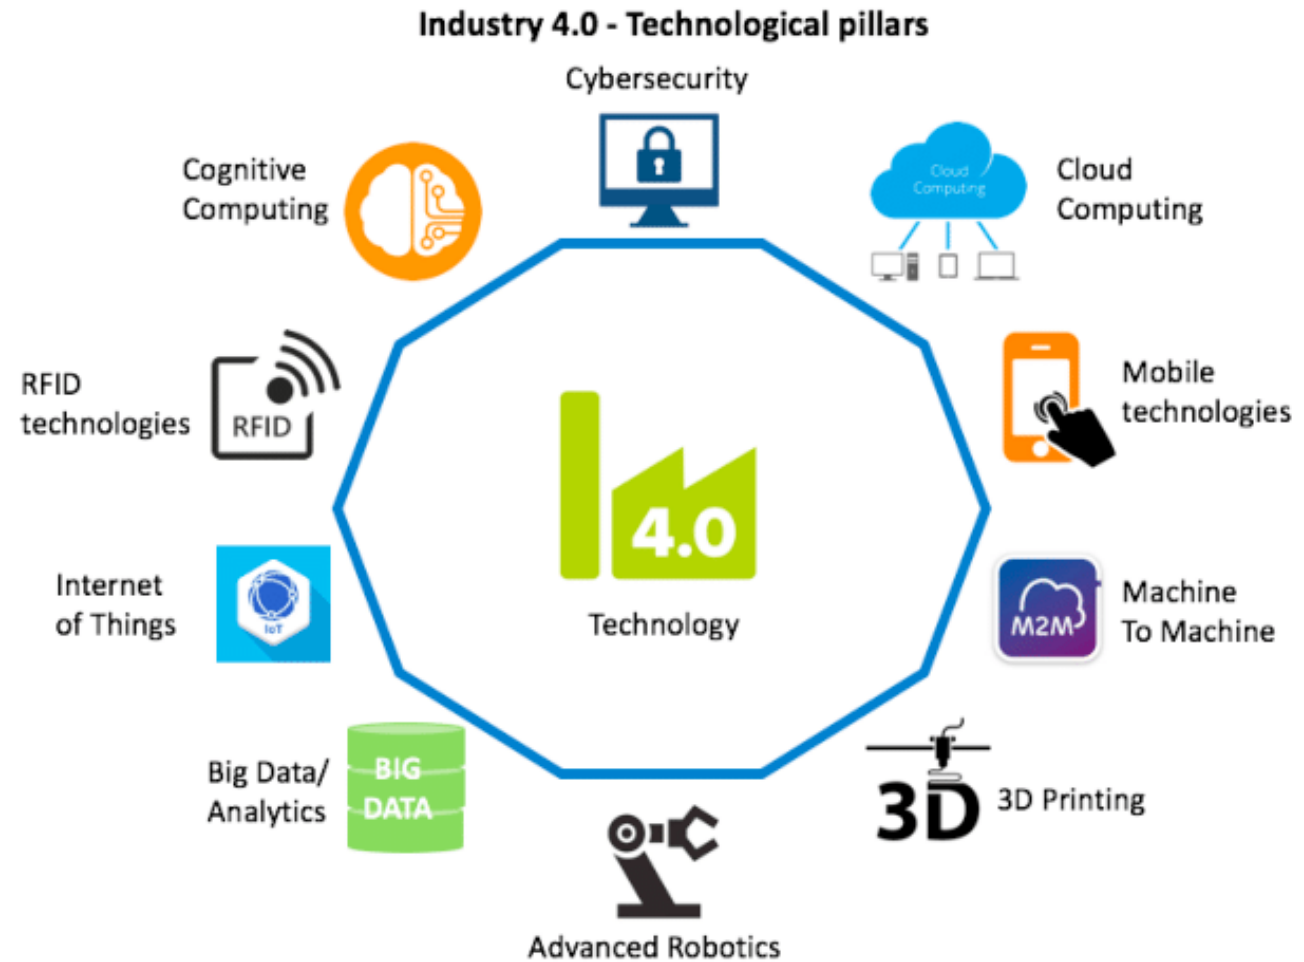 Industry 4.0 - Technological pillars
Cybersecurity
Cognitive
Computing
Cloud
Computing
Cloud
Computing
RFID
technologies
RFID
Mobile
technologies
4.0
Technology
Internet
of Things
IoT
M2M
Machine
To Machine
Big Data/
Analytics
BIG
DATA
3D
3D Printing
Advanced Robotics